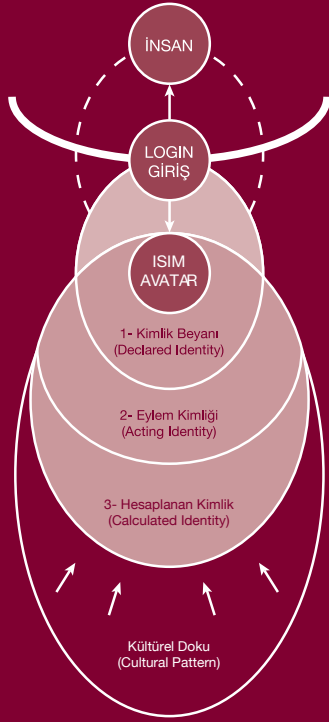 İNSAN
LOGIN
GİRİŞ
ISIM
AVATAR
1- Kimlik Beyanı
(Declared Identity)
2- Eylem Kimliği
(Acting Identity)
3- Hesaplanan Kimlik
(Calculated Identity)
Kültürel Doku
(Cultural Pattern)